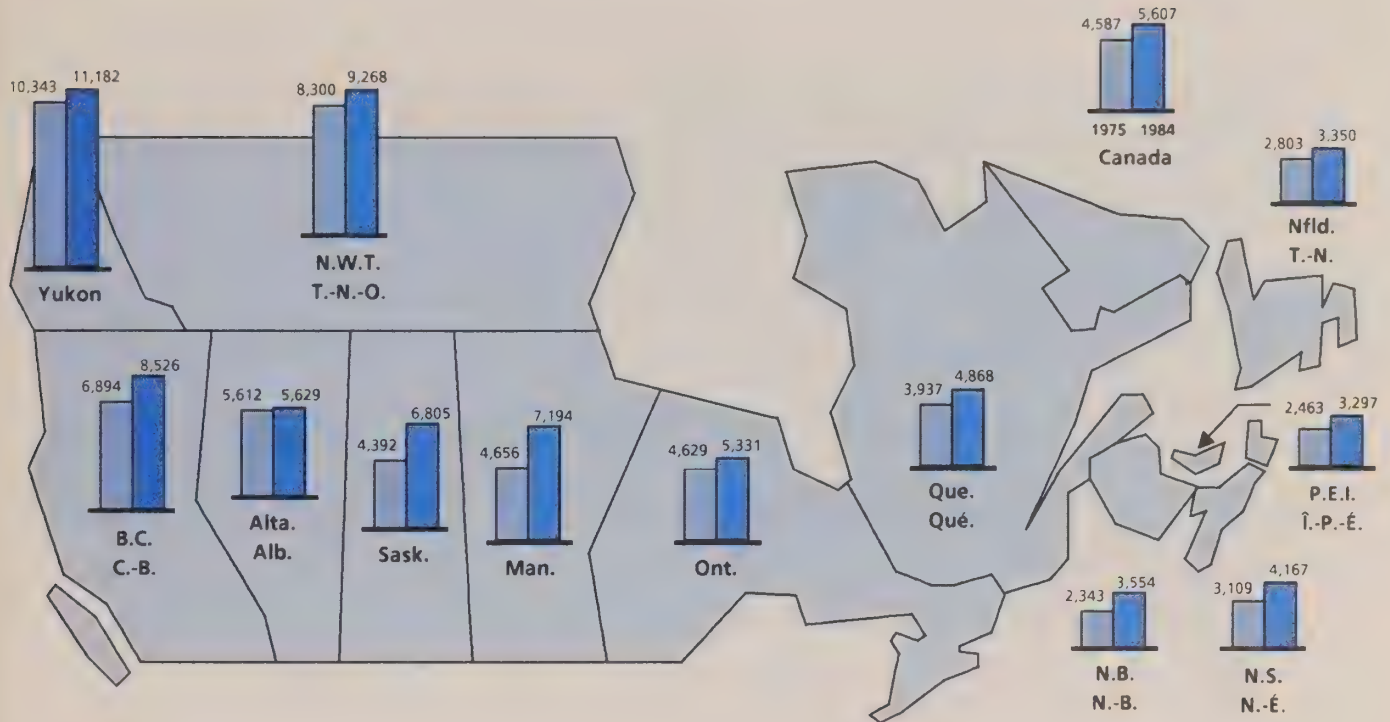 4,587 5,607
1975 1984
Canada
10,343 11,182
Yukon
8,300 9,268
N.W.T.
T.-N.-O.
2,803 3,350
Nfld.
T.-N.
6,894 8,526
B.C.
C.-B.
5,612 5,629
Alta.
Alb.
4,392 6,805
Sask.
4,656 7,194
Man.
4,629 5,331
Ont.
3,937 4,868
Que.
Qué.
2,463 3,297
P.E.I.
Î.-P.-É.
2,343 3,554
N.B.
N.-B.
3,109 4,167
N.S.
N.-É.